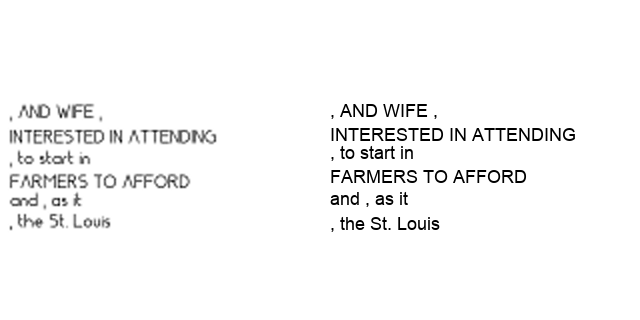 , AND WIFE ,
INTERESTED IN ATTENDING
, to start in
FARMERS TO AFFORD
and , as it
, the St. Louis
, AND WIFE ,
INTERESTED IN ATTENDING
, to start in
FARMERS TO AFFORD
and , as it
, the St. Louis